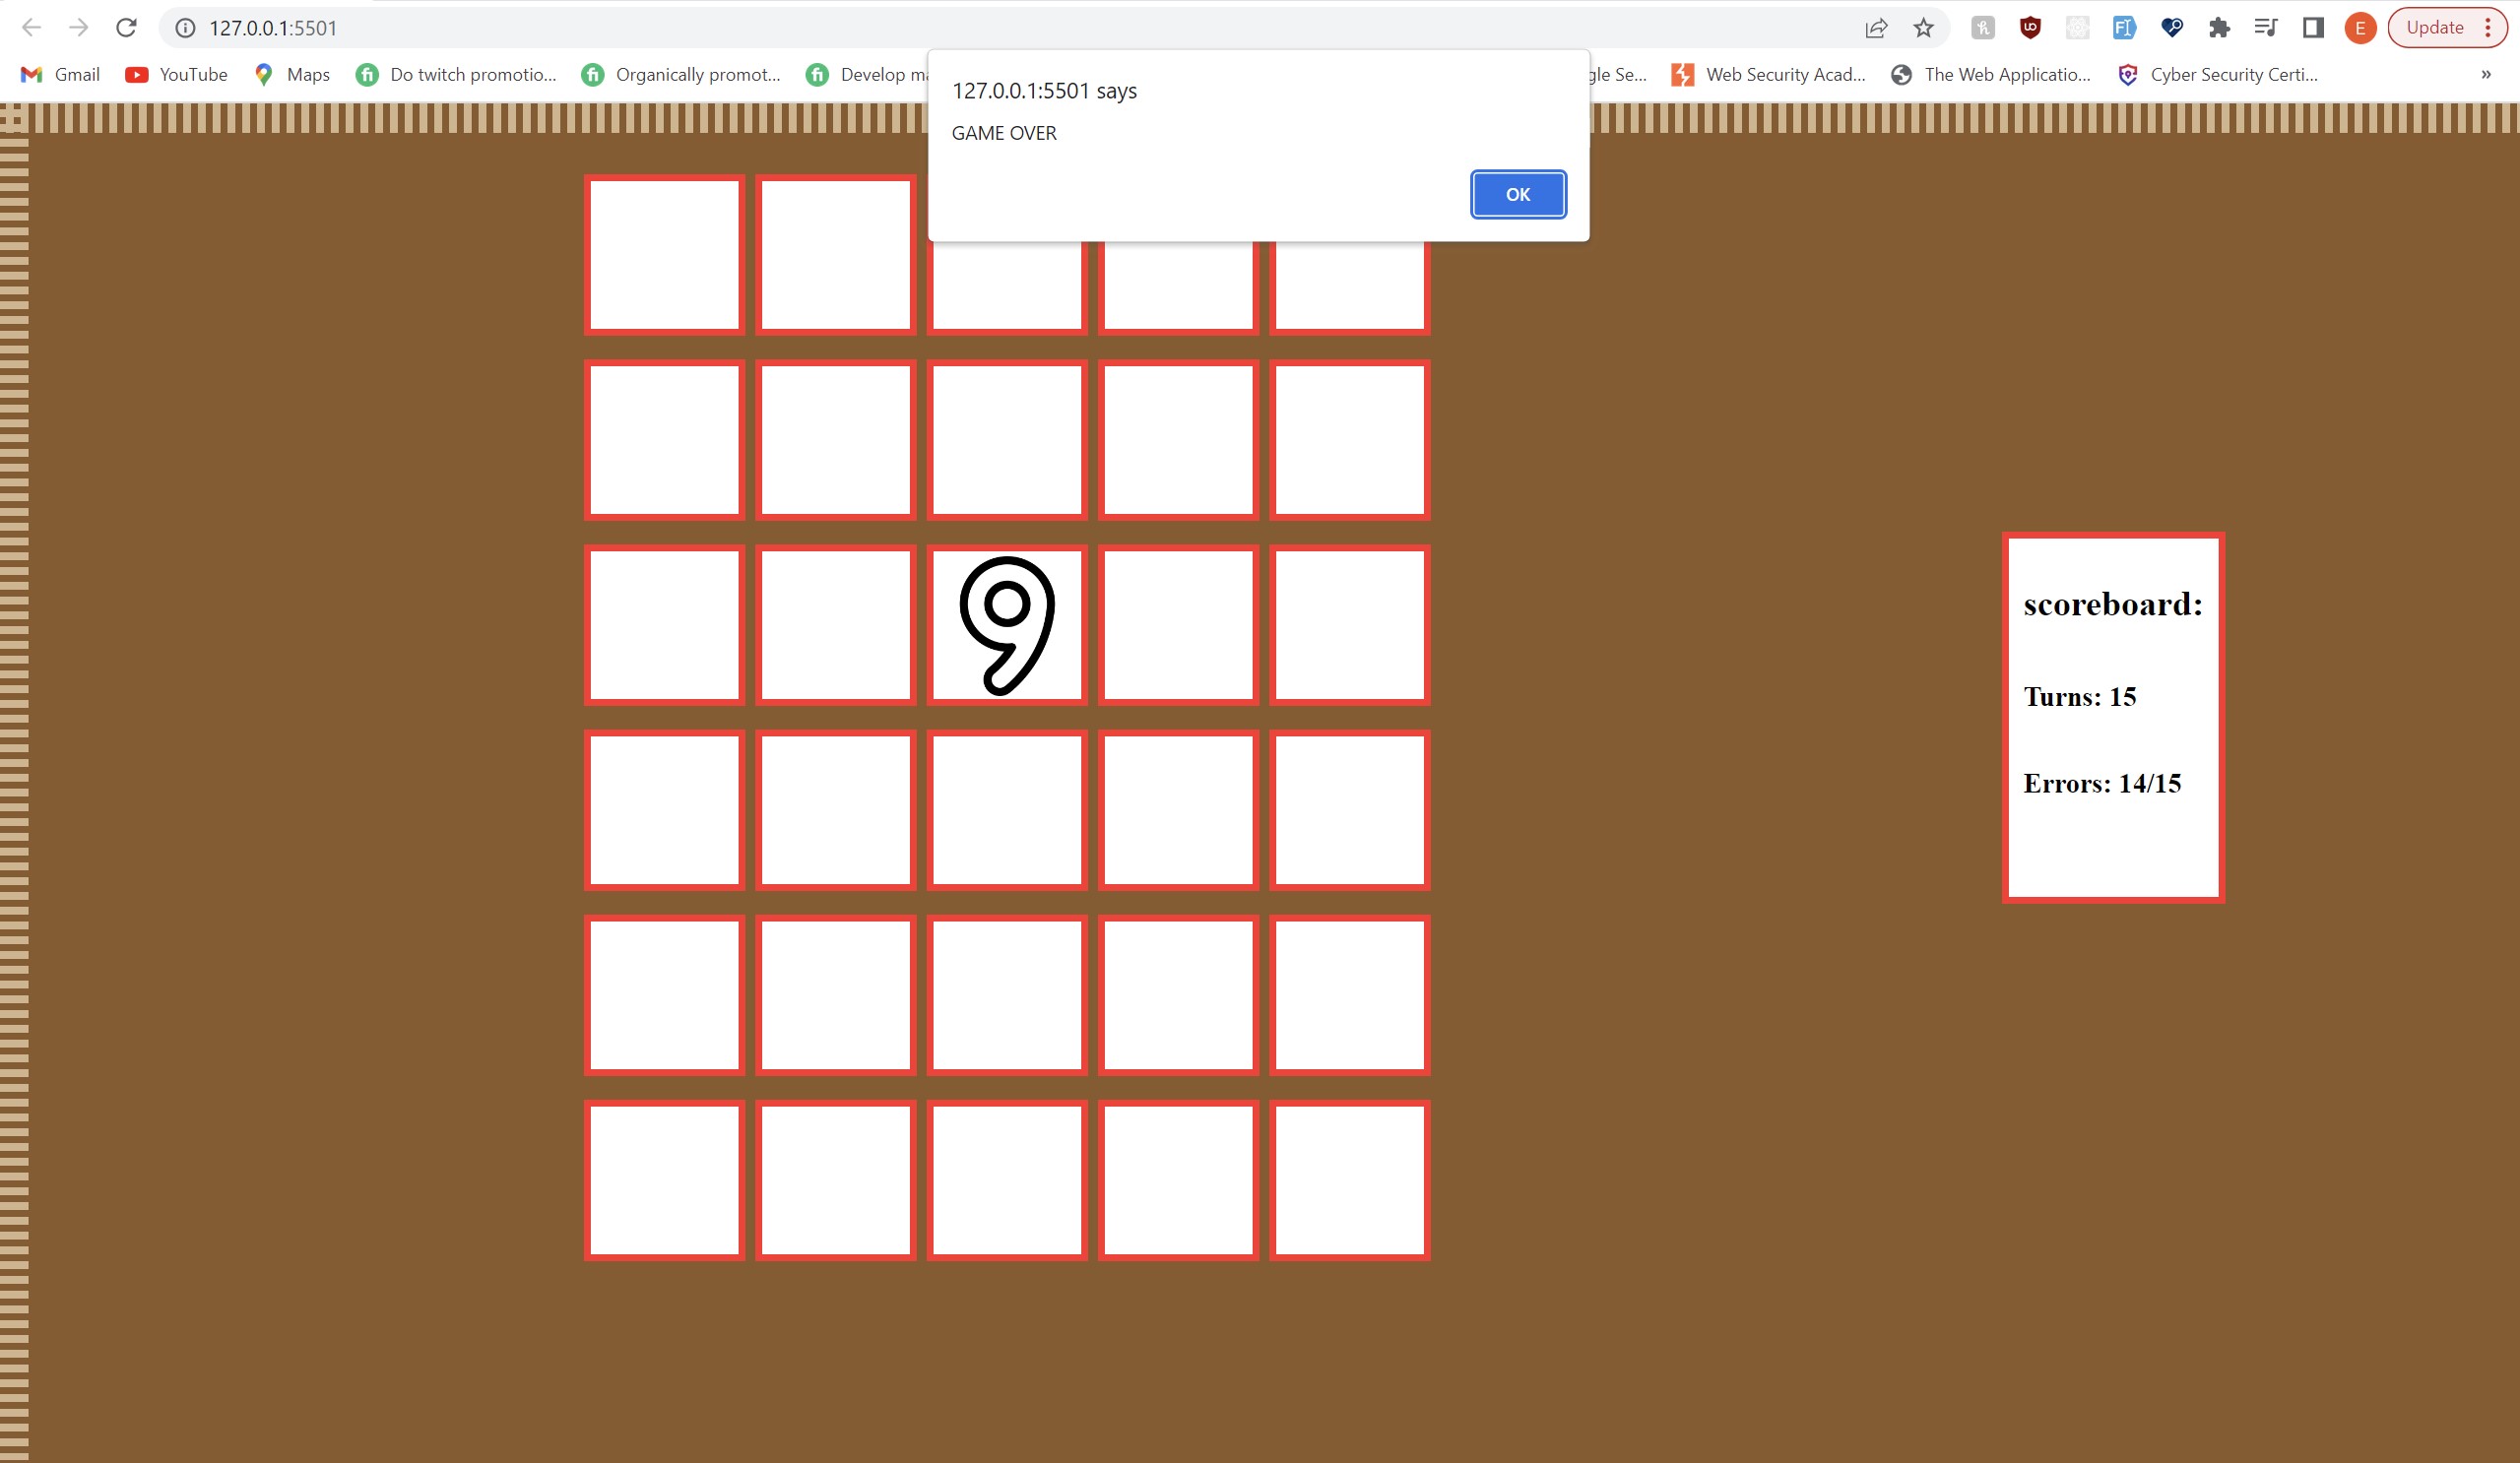 127.0.0.1:5501
E
Update
Gmail
YouTube
Maps
Do twitch promotio...
Organically promot...
Develop ma
gle Se...
Web Security Acad...
The Web Applicatio...
Cyber Security Certi...
»
127.0.0.1:5501 says
GAME OVER
OK
9
scoreboard:
Turns: 15
Errors: 14/15